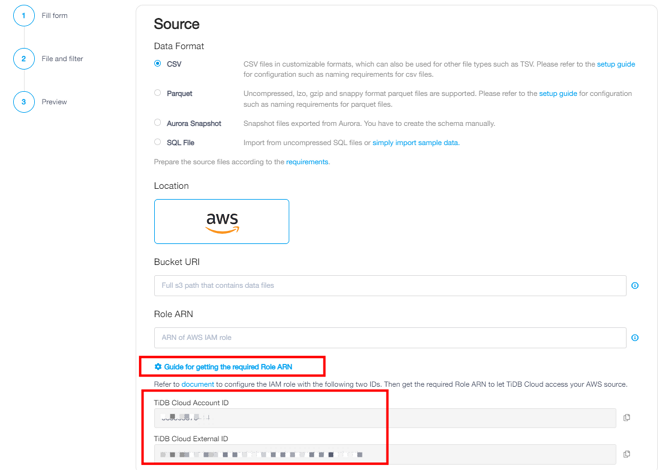 1 Fill form
2 File and filter
3 Preview
Source
Data Format
CSV CSV files in customizable formats, which can also be used for other file types such as TSV. Please refer to the setup guide
for configuration such as naming requirements for csv files.
Parquet Uncompressed, lzo, gzip and snappy format parquet files are supported. Please refer to the setup guide for configuration
such as naming requirements for parquet files.
Aurora Snapshot Snapshot files exported from Aurora. You have to create the schema manually.
SQL File Import from uncompressed SQL files or simply import sample data.
Prepare the source files according to the requirements.
Location
aws
Bucket URI
Full s3 path that contains data files
Role ARN
ARN of AWS IAM role
Guide for getting the required Role ARN
Refer to document to configure the IAM role with the following two IDs. Then get the required Role ARN to let TiDB Cloud access your AWS source.
TiDB Cloud Account ID
TiDB Cloud External ID